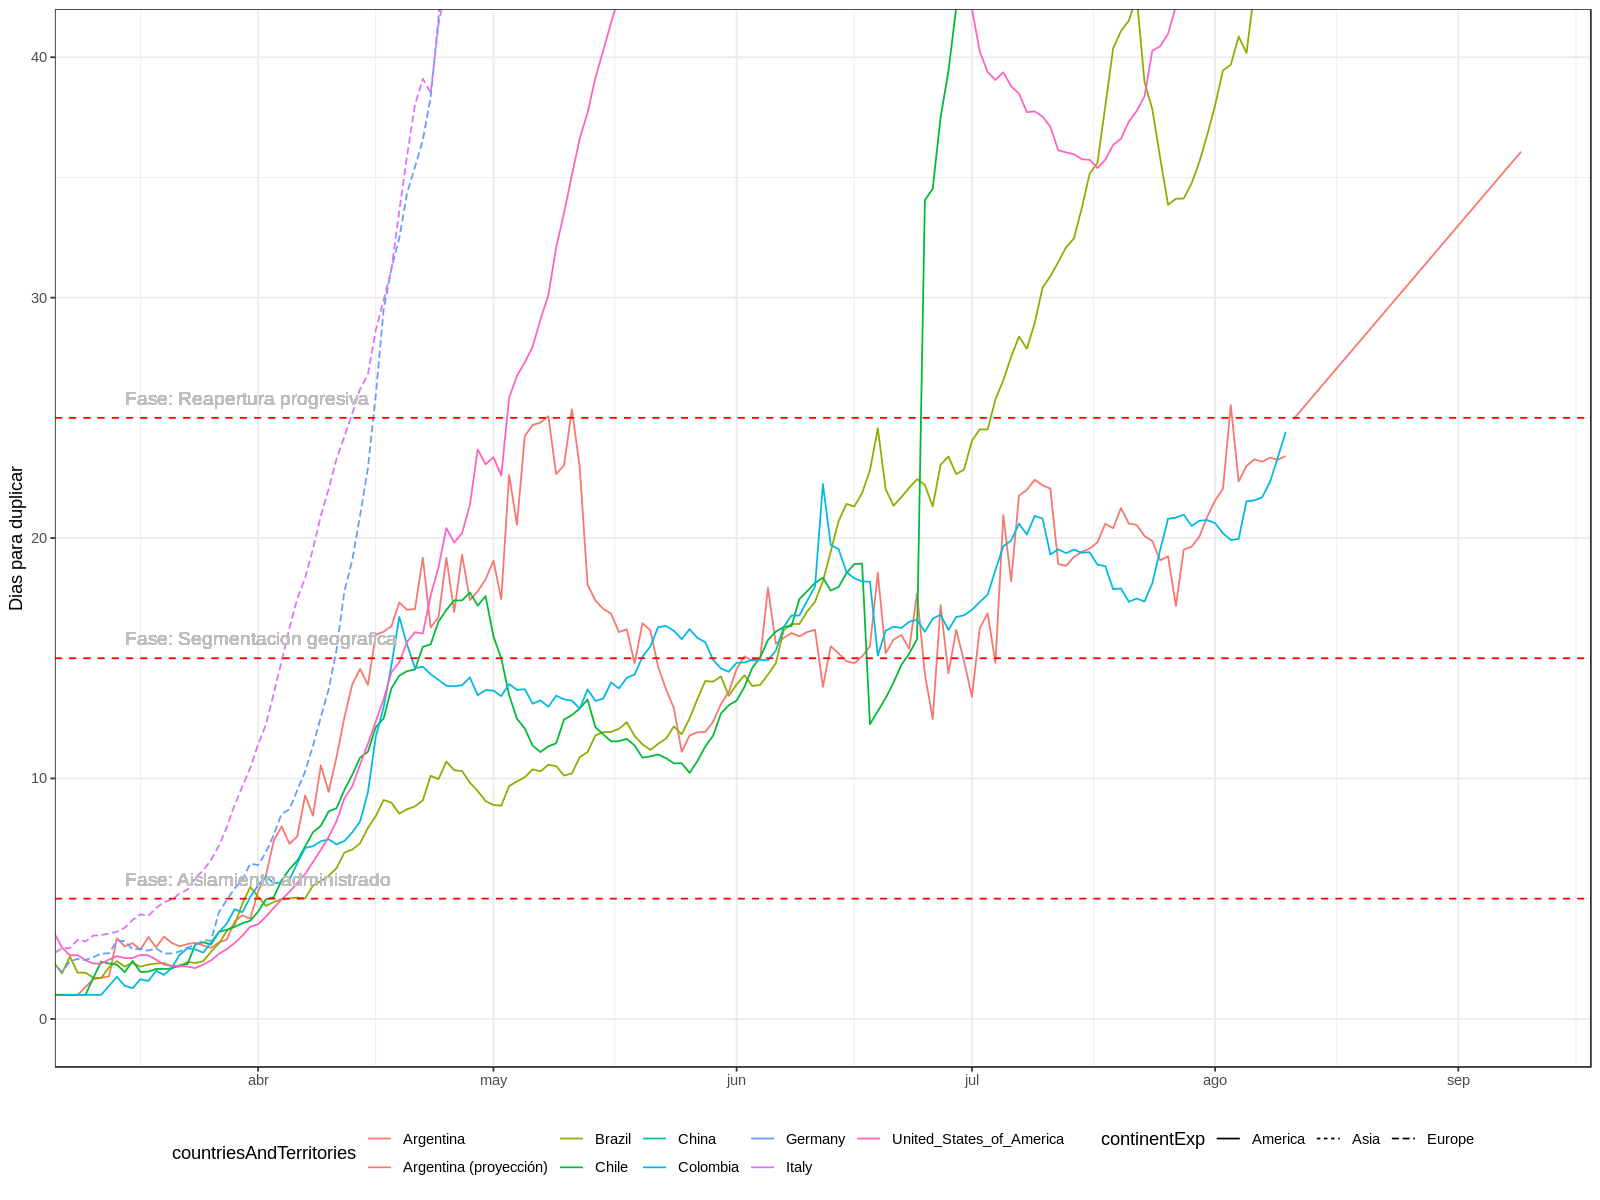 40
30
20
10
0
Dias para duplicar
Fase: Reapertura progresiva
Fase: Segmentación geografica
Fase: Aislamiento administrado
abr
may
jun
jul
ago
sep
countriesAndTerritories
Argentina
Argentina (proyección)
Brazil
Chile
China
Colombia
Germany
Italy
United_States_of_America
continentExp
America
Asia
Europe